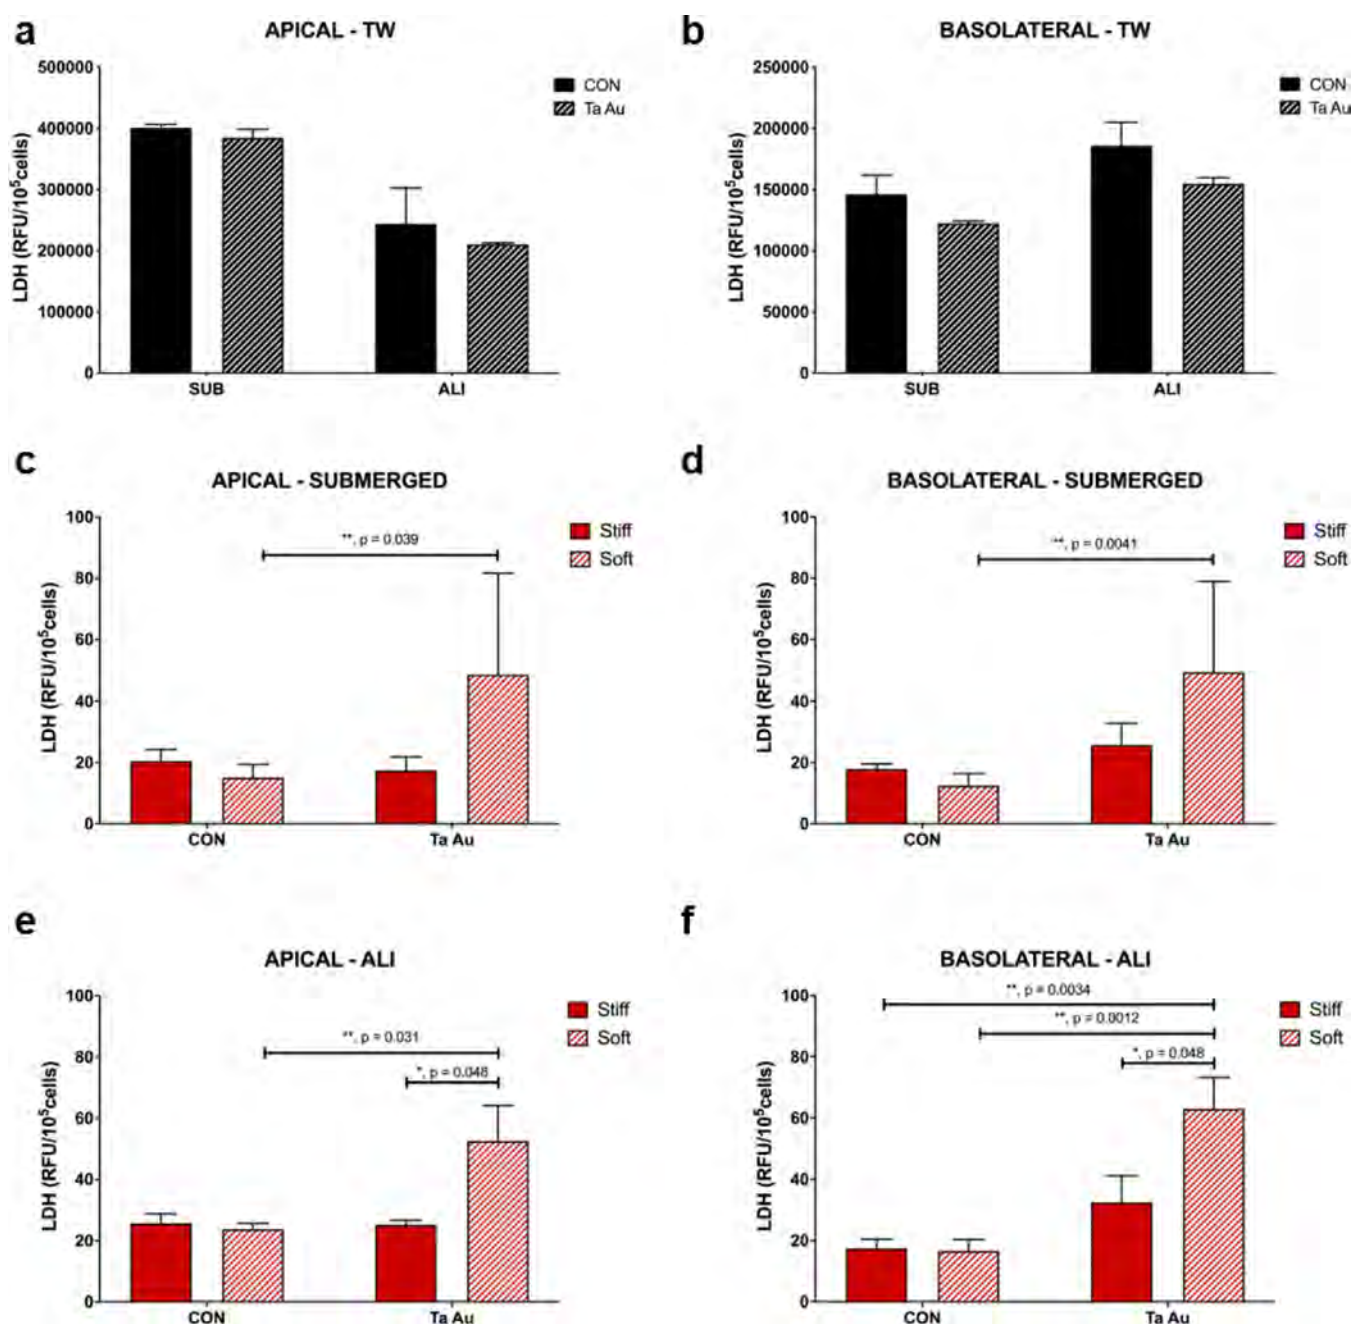 a
APICAL - TW
LDH (RFU/10⁵cells)
500000
400000
300000
200000
100000
0
SUB
ALI
CON
Ta Au
b
BASOLATERAL - TW
LDH (RFU/10⁵cells)
250000
200000
150000
100000
50000
0
SUB
ALI
CON
Ta Au
c
APICAL - SUBMERGED
LDH (RFU/10⁵cells)
100
80
60
40
20
0
**, p = 0.039
CON
Ta Au
Stiff
Soft
d
BASOLATERAL - SUBMERGED
LDH (RFU/10⁵cells)
100
80
60
40
20
0
**, p = 0.0041
CON
Ta Au
Stiff
Soft
e
APICAL - ALI
LDH (RFU/10⁵cells)
100
80
60
40
20
0
**, p = 0.031
*, p = 0.048
CON
Ta Au
Stiff
Soft
f
BASOLATERAL - ALI
LDH (RFU/10⁵cells)
100
80
60
40
20
0
**, p = 0.0034
**, p = 0.0012
*, p = 0.048
CON
Ta Au
Stiff
Soft